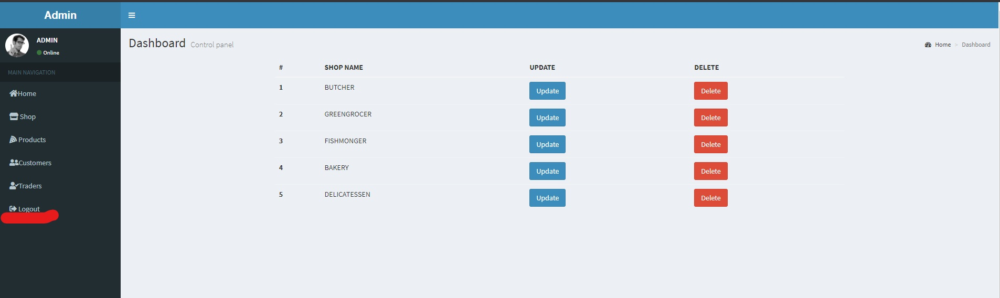 Admin
ADMIN
Online
MAIN NAVIGATION
Home
Shop
Products
Customers
Traders
Logout
Dashboard Control panel
Home > Dashboard
# SHOP NAME UPDATE DELETE
1 BUTCHER Update Delete
2 GREENGROCER Update Delete
3 FISHMONGER Update Delete
4 BAKERY Update Delete
5 DELICATESSEN Update Delete